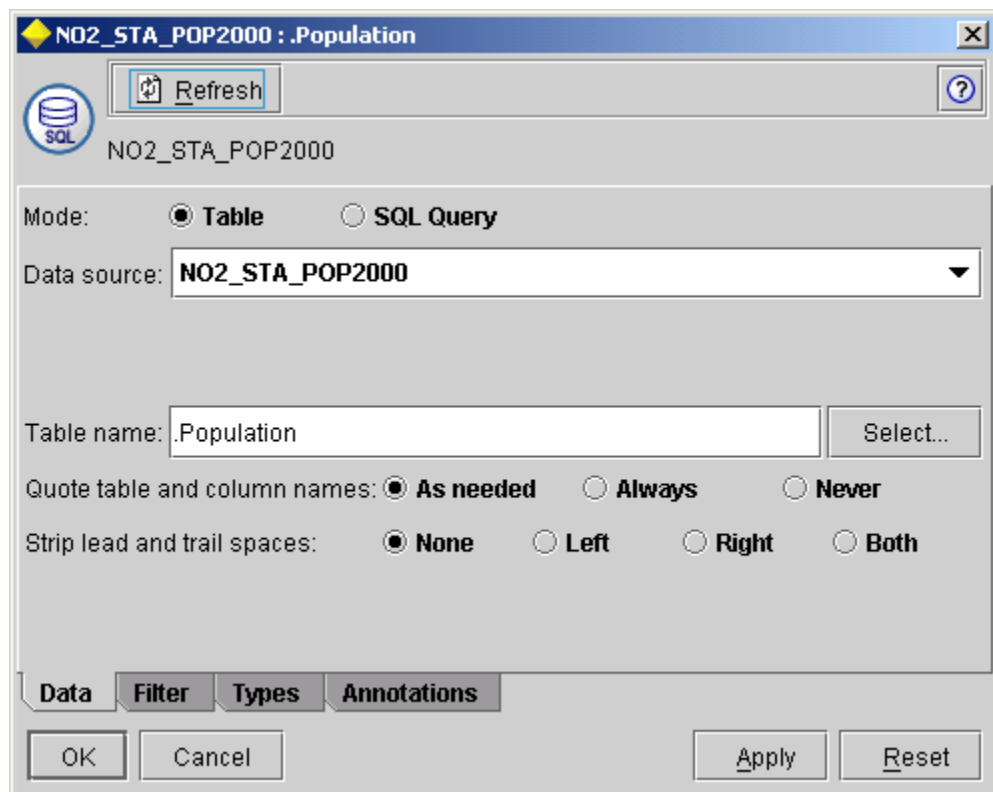 NO2_STA_POP2000 : .Population
Refresh
?
SQL
NO2_STA_POP2000
Mode: Table SQL Query
Data source: NO2_STA_POP2000
Table name: .Population Select...
Quote table and column names: As needed Always Never
Strip lead and trail spaces: None Left Right Both
Data Filter Types Annotations
OK Cancel Apply Reset